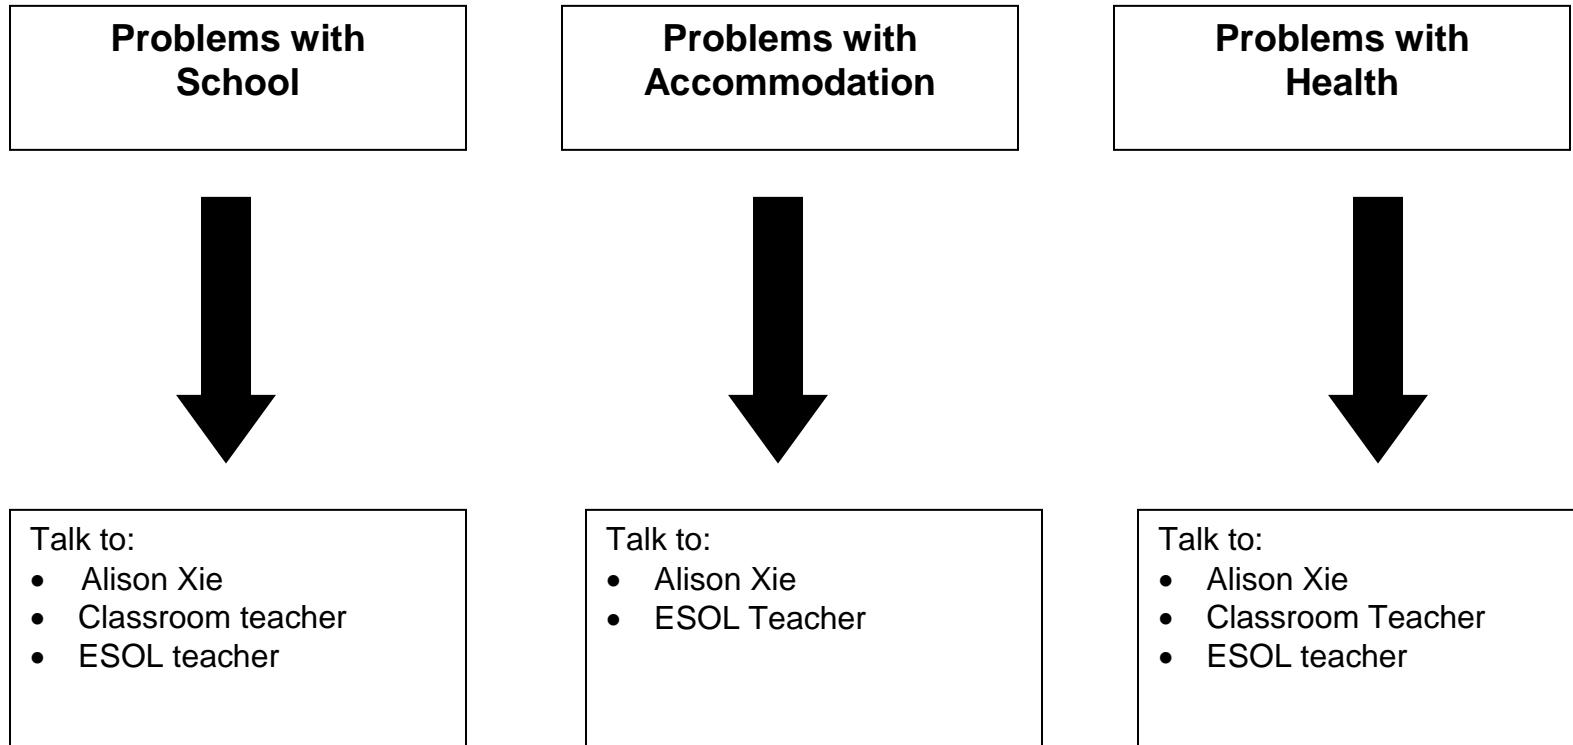 Problems with
School
Problems with
Accommodation
Problems with
Health
Talk to:
• Alison Xie
• Classroom teacher
• ESOL teacher
Talk to:
• Alison Xie
• ESOL Teacher
Talk to:
• Alison Xie
• Classroom Teacher
• ESOL teacher